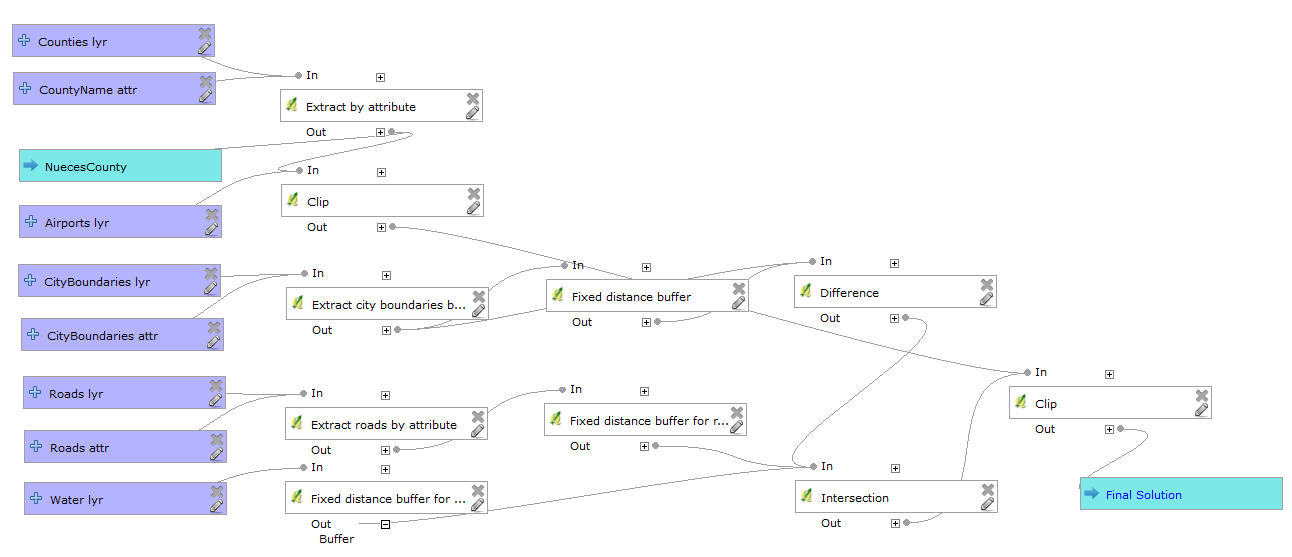 Counties lyr
CountyName attr
In
Extract by attribute
Out
NuecesCounty
In
Clip
Out
Airports lyr
CityBoundaries lyr
CityBoundaries attr
In
Extract city boundaries b...
Out
In
Fixed distance buffer
Out
In
Difference
Out
Roads lyr
Roads attr
In
Extract roads by attribute
Out
In
Fixed distance buffer for r...
Out
In
Clip
Out
Water lyr
In
Fixed distance buffer for ...
Out
Buffer
In
Intersection
Out
Final Solution